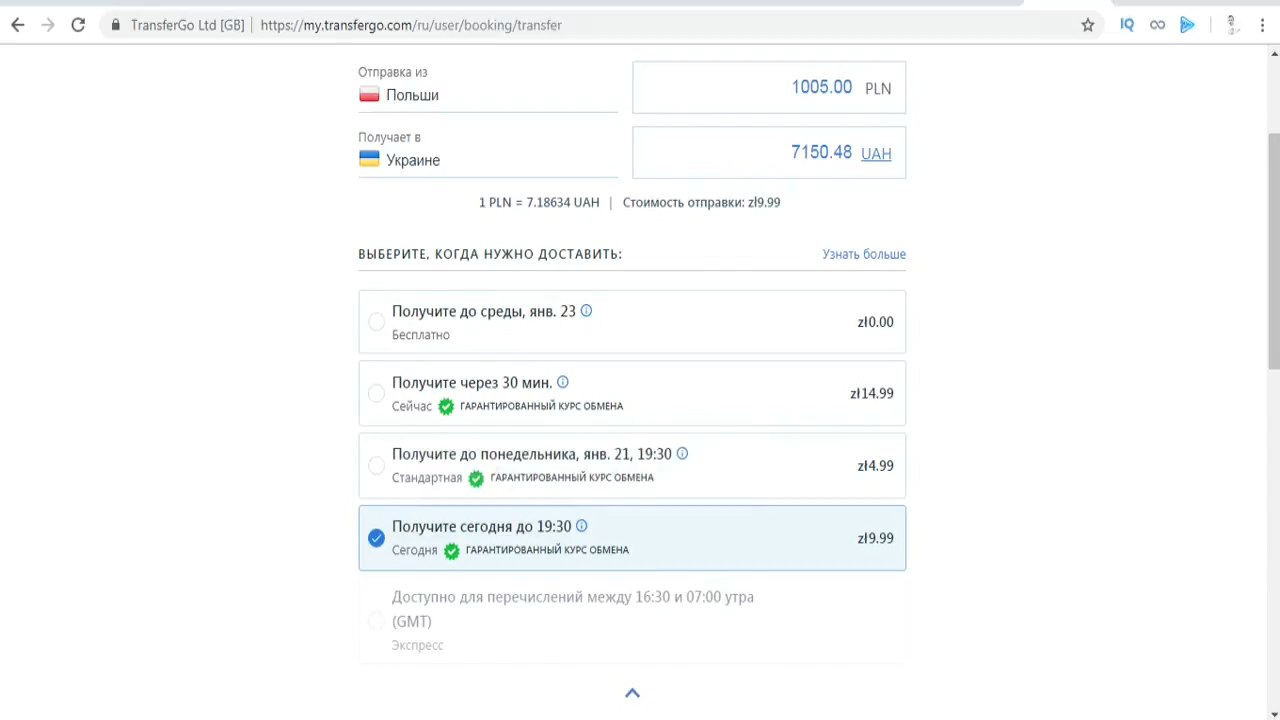 TransferGo Ltd [GB] https://my.transfergo.com/ru/user/booking/transfer
IQ
Отправка из
Польши
1005.00 PLN
Получает в
Украине
7150.48 UAH
1 PLN = 7.18634 UAH | Стоимость отправки: zł9.99
ВЫБЕРИТЕ, КОГДА НУЖНО ДОСТАВИТЬ: Узнать больше
Получите до среды, янв. 23
Бесплатно
zł0.00
Получите через 30 мин.
Сейчас ГАРАНТИРОВАННЫЙ КУРС ОБМЕНА
zł14.99
Получите до понедельника, янв. 21, 19:30
Стандартная ГАРАНТИРОВАННЫЙ КУРС ОБМЕНА
zł4.99
Получите сегодня до 19:30
Сегодня ГАРАНТИРОВАННЫЙ КУРС ОБМЕНА
zł9.99
Доступно для перечислений между 16:30 и 07:00 утра
(GMT)
Экспресс